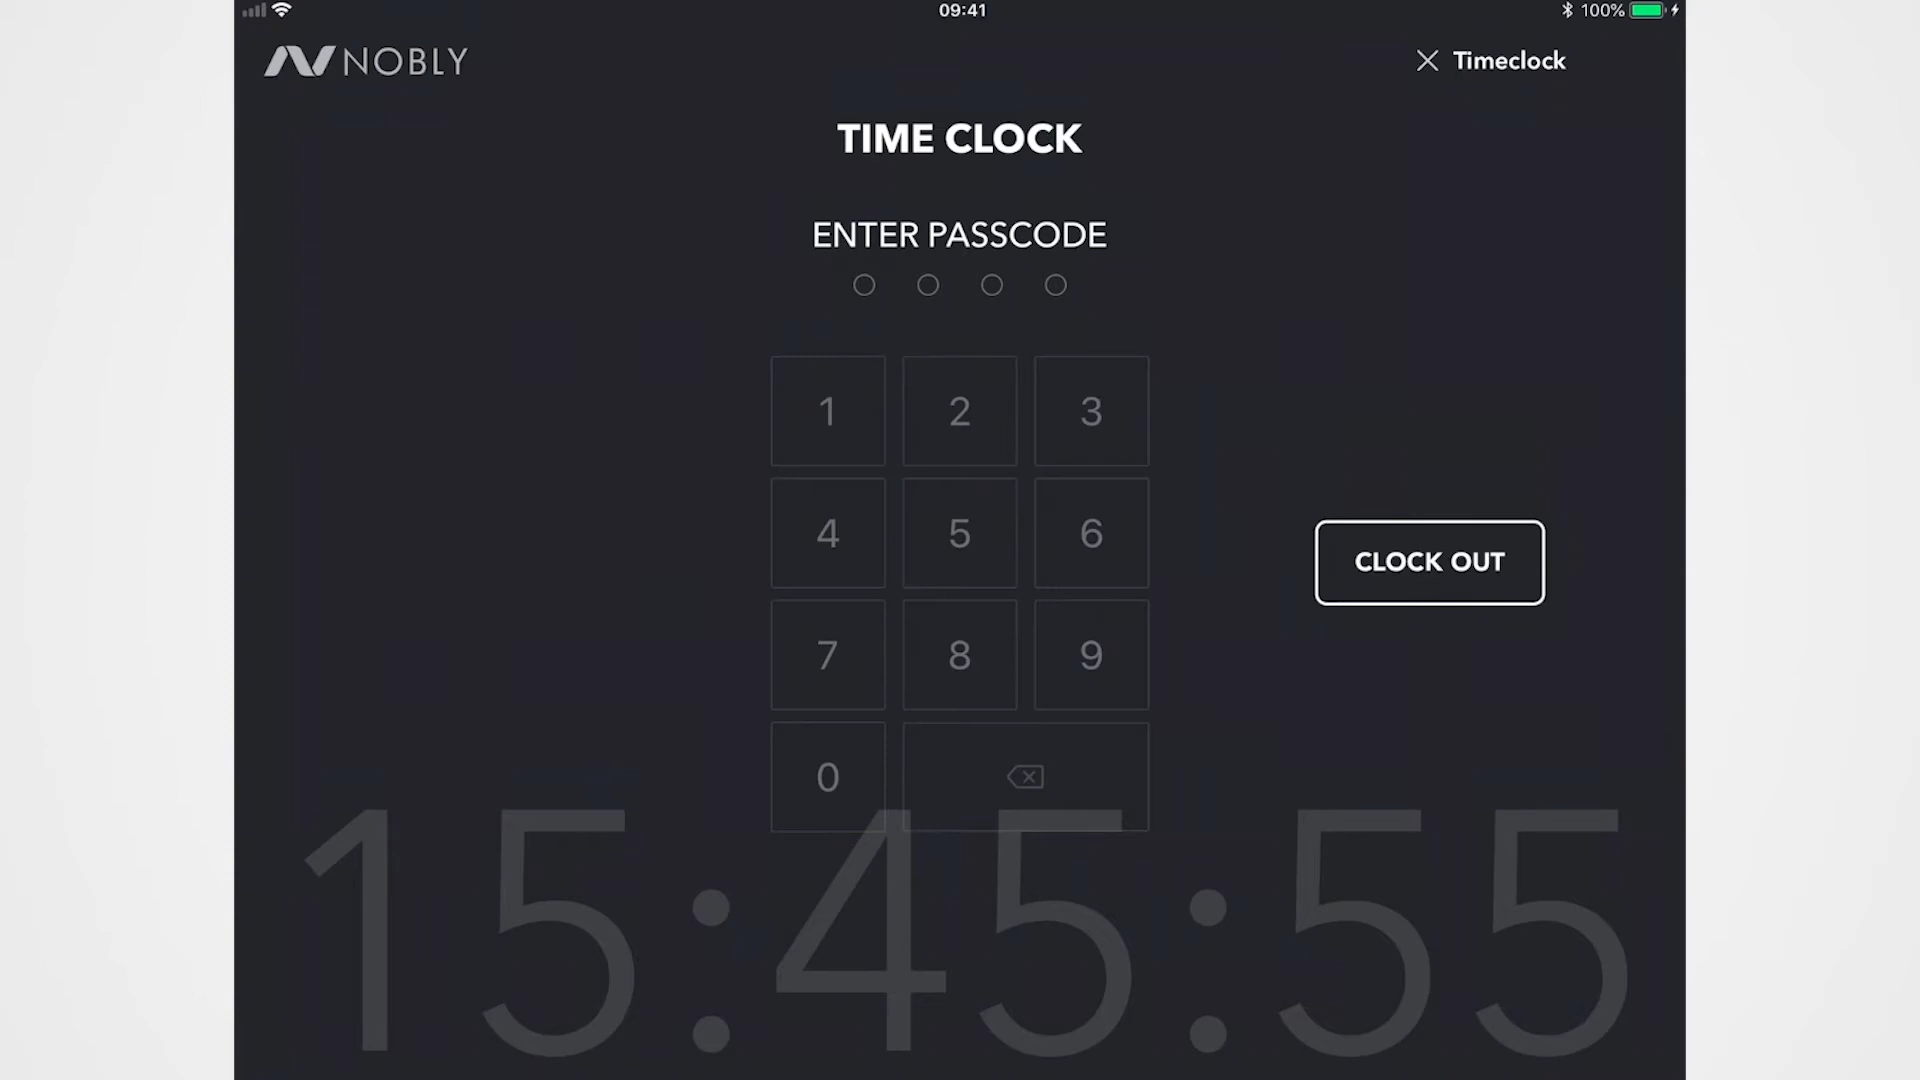 09:41
100%
NOBLY
Timeclock
TIME CLOCK
ENTER PASSCODE
1 2 3
4 5 6
CLOCK OUT
7 8 9
0
15:45:55